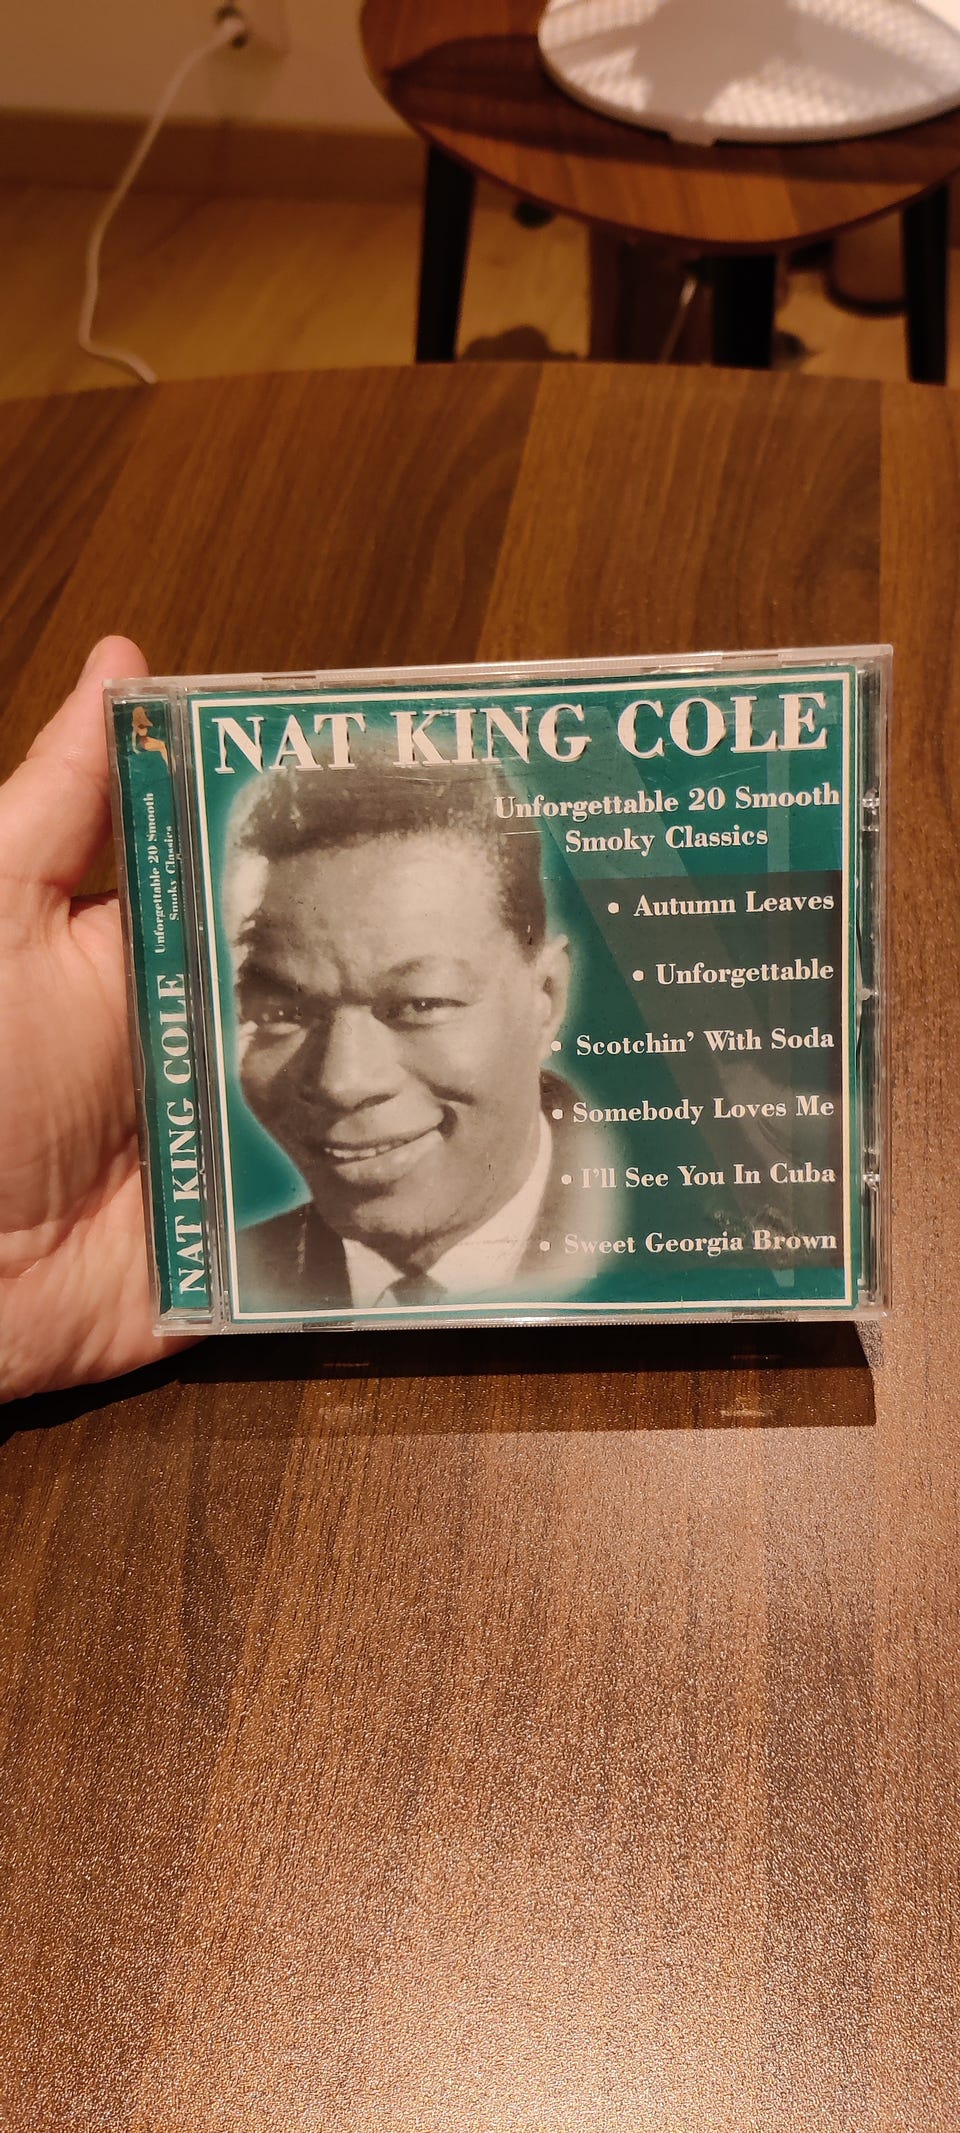 NAT KING COLE
Unforgettable 20 Smooth
Smoky Classics
• Autumn Leaves
• Unforgettable
• Scotchin’ With Soda
• Somebody Loves Me
• I’ll See You In Cuba
• Sweet Georgia Brown
NAT KING COLE
Unforgettable 20 Smooth
Smoky Classics